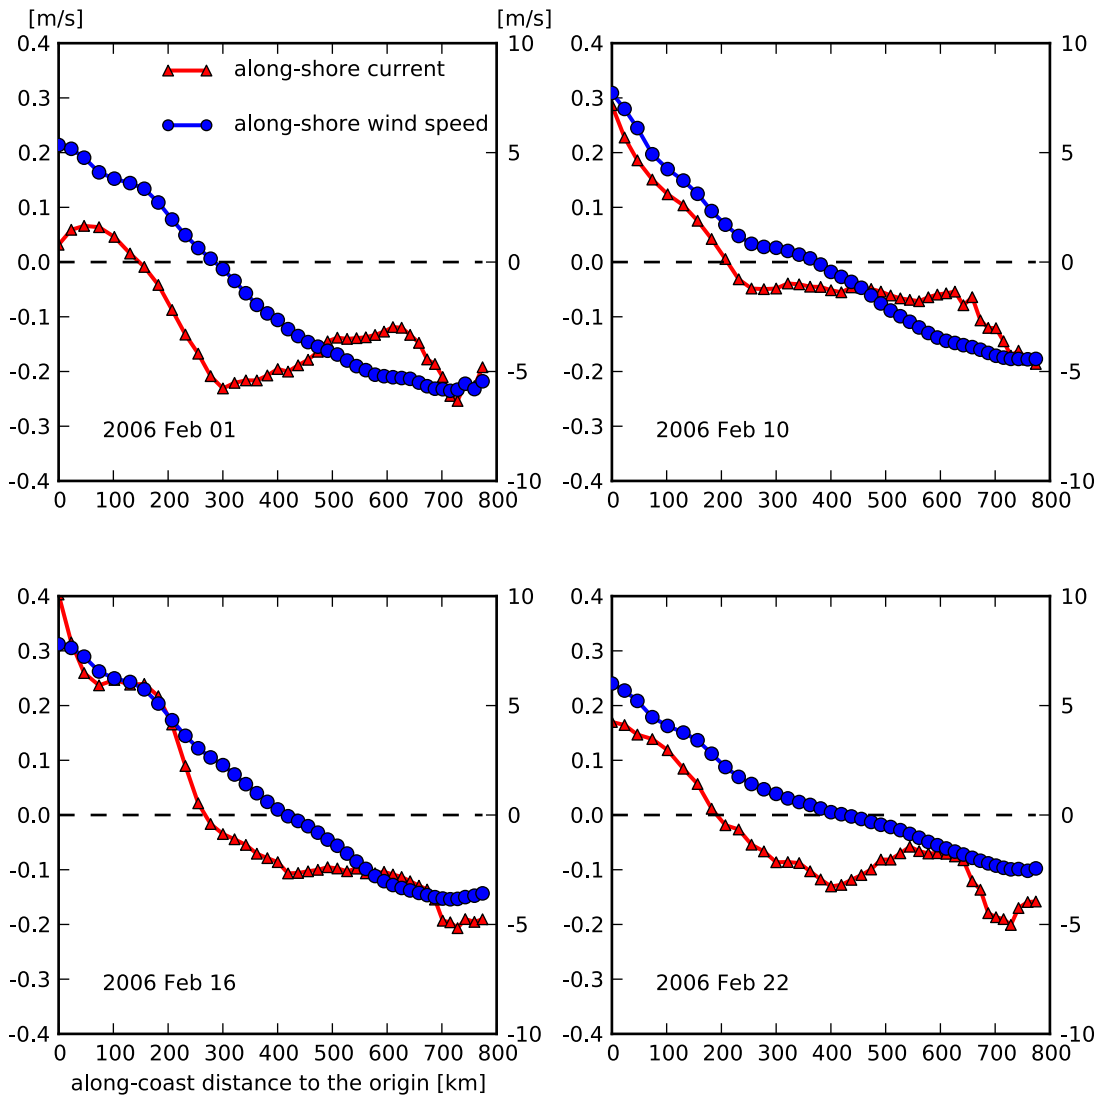 [m/s] [m/s]
0.4 10 0.4 10
along-shore current
0.3 0.3
along-shore wind speed
0.2 5 0.2 5
0.1 0.1
0.0 0 0.0 0
-0.1 -0.1
-0.2 -5 -0.2 -5
-0.3 -0.3
2006 Feb 01 2006 Feb 10
-0.4 -10 -0.4 -10
0 100 200 300 400 500 600 700 800 0 100 200 300 400 500 600 700 800
0.4 10 0.4 10
0.3 0.3
0.2 5 0.2 5
0.1 0.1
0.0 0 0.0 0
-0.1 -0.1
-0.2 -5 -0.2 -5
-0.3 -0.3
2006 Feb 16 2006 Feb 22
-0.4 -10 -0.4 -10
0 100 200 300 400 500 600 700 800 0 100 200 300 400 500 600 700 800
along-coast distance to the origin [km]